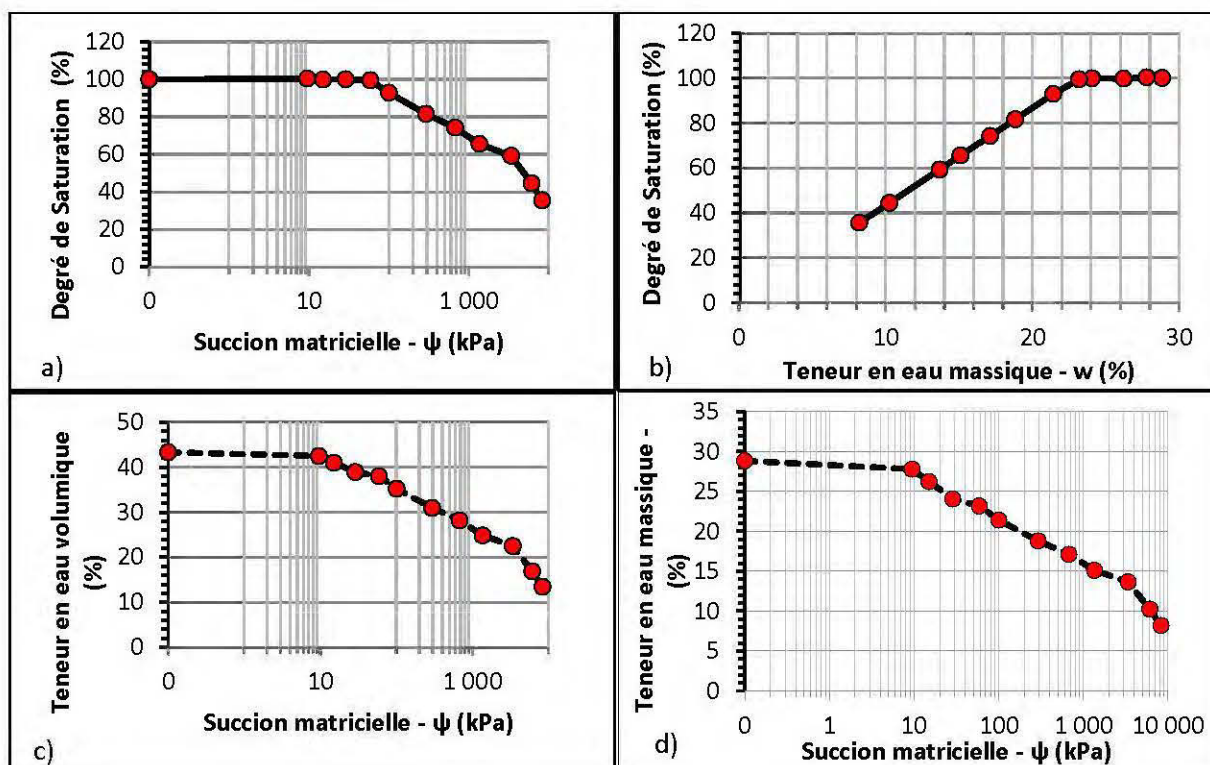 Degré de Saturation (%)
120
100
80
60
40
20
0
0 10 1 000
Succion matricielle - ψ (kPa)
a)
Degré de Saturation (%)
120
100
80
60
40
20
0
0 10 20 30
Teneur en eau massique - w (%)
b)
Teneur en eau volumique
(%)
50
40
30
20
10
0
0 10 1 000
Succion matricielle - ψ (kPa)
c)
Teneur en eau massique -
(%)
35
30
25
20
15
10
5
0
0 1 10 100 1 000 10 000
Succion matricielle - ψ (kPa)
d)